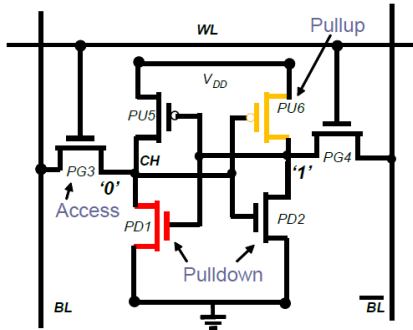 WL
Pullup
VDD
PU5
PU6
CH
PG3
'0'
'1'
PG4
Access
PD1
PD2
Pulldown
BL
BL